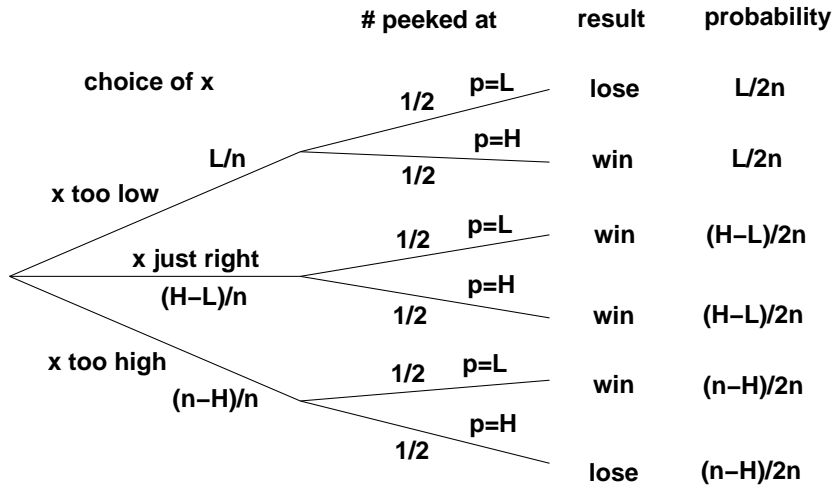 # peeked at result probability
choice of x
p=L
1/2
lose L/2n
L/n
p=H
1/2
win L/2n
x too low
p=L
1/2
win (H−L)/2n
x just right
(H−L)/n
p=H
1/2
win (H−L)/2n
x too high
(n−H)/n
p=L
1/2
win (n−H)/2n
p=H
1/2
lose (n−H)/2n